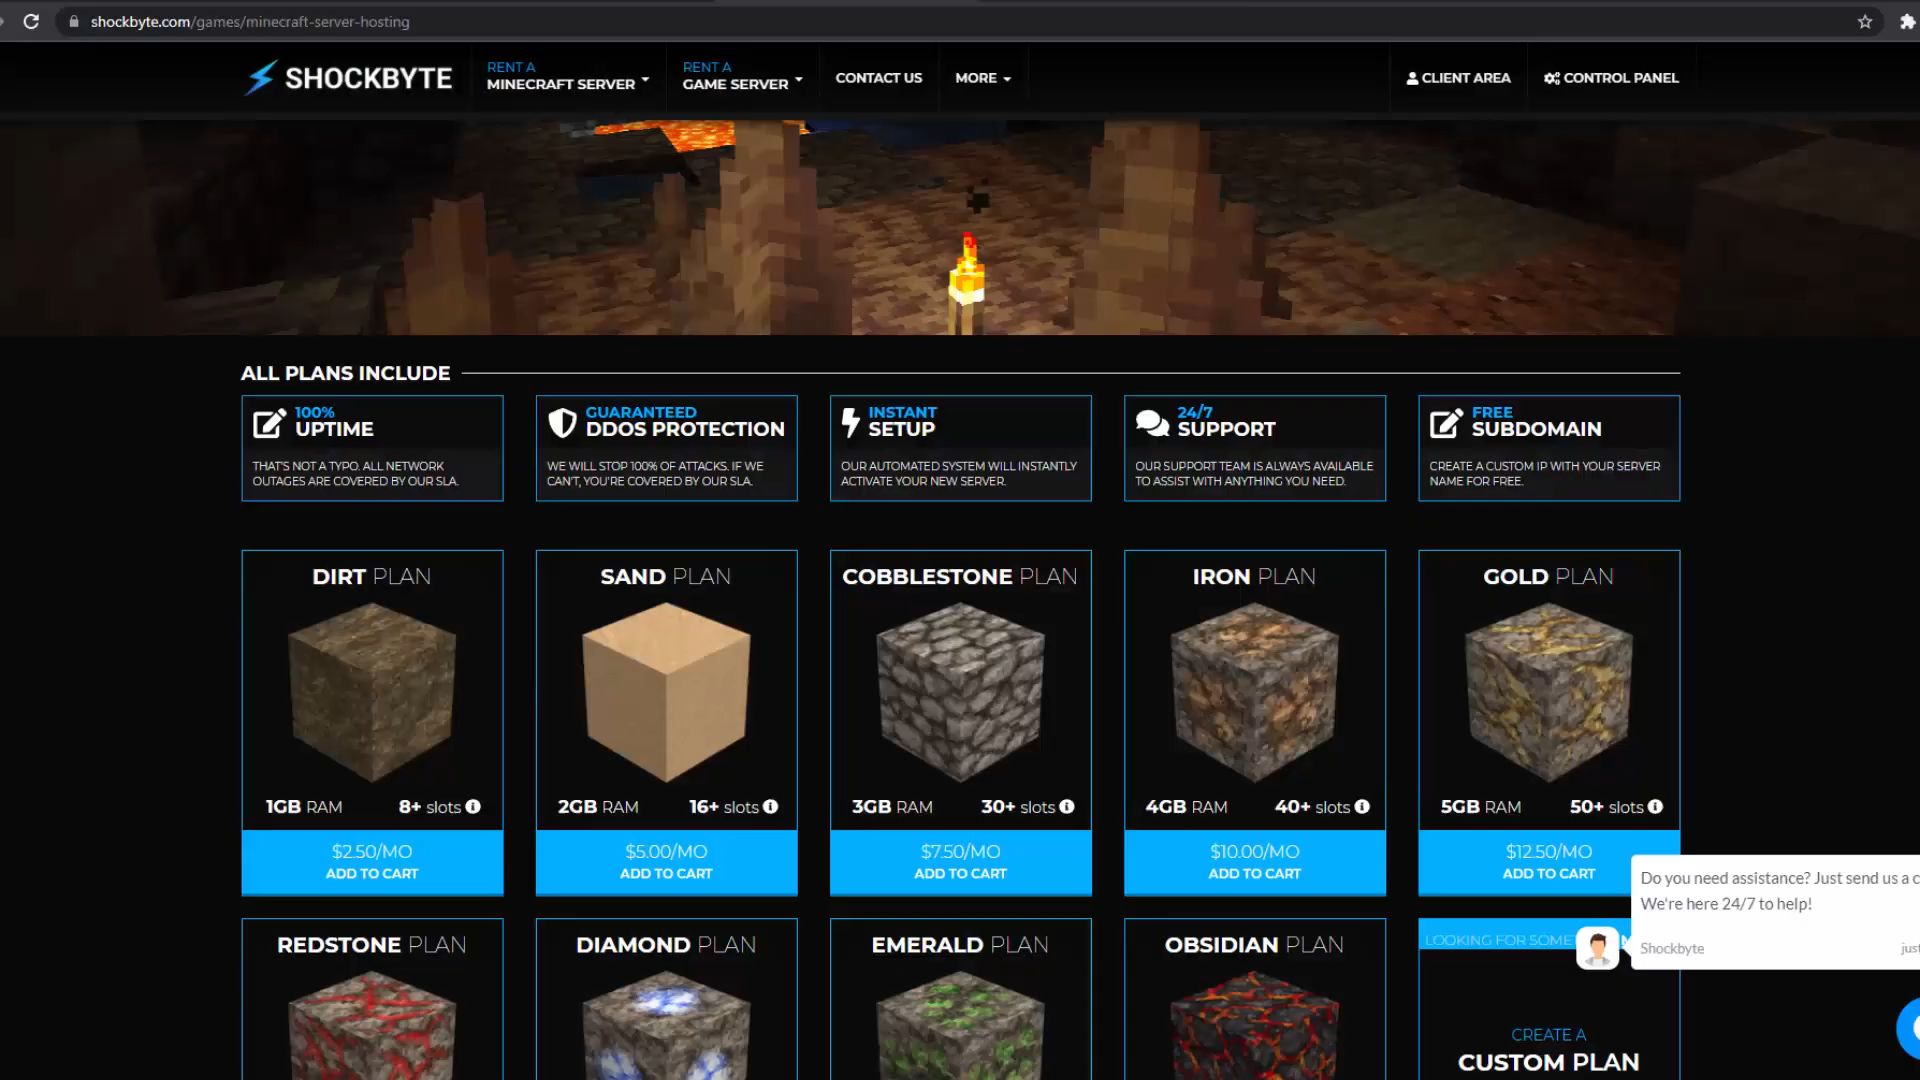 shockbyte.com/games/minecraft-server-hosting
SHOCKBYTE
RENT A
MINECRAFT SERVER
RENT A
GAME SERVER
CONTACT US
MORE
CLIENT AREA
CONTROL PANEL
ALL PLANS INCLUDE
100%
UPTIME
THAT'S NOT A TYPO. ALL NETWORK
OUTAGES ARE COVERED BY OUR SLA.
GUARANTEED
DDOS PROTECTION
WE WILL STOP 100% OF ATTACKS. IF WE
CAN'T, YOU'RE COVERED BY OUR SLA.
INSTANT
SETUP
OUR AUTOMATED SYSTEM WILL INSTANTLY
ACTIVATE YOUR NEW SERVER.
24/7
SUPPORT
OUR SUPPORT TEAM IS ALWAYS AVAILABLE
TO ASSIST WITH ANYTHING YOU NEED.
FREE
SUBDOMAIN
CREATE A CUSTOM IP WITH YOUR SERVER
NAME FOR FREE.
DIRT PLAN
1GB RAM 8+ slots
$2.50/MO
ADD TO CART
SAND PLAN
2GB RAM 16+ slots
$5.00/MO
ADD TO CART
COBBLESTONE PLAN
3GB RAM 30+ slots
$7.50/MO
ADD TO CART
IRON PLAN
4GB RAM 40+ slots
$10.00/MO
ADD TO CART
GOLD PLAN
5GB RAM 50+ slots
$12.50/MO
ADD TO CART
Do you need assistance? Just send us a c
We're here 24/7 to help!
Shockbyte just
REDSTONE PLAN
DIAMOND PLAN
EMERALD PLAN
OBSIDIAN PLAN
LOOKING FOR SOME
CREATE A
CUSTOM PLAN